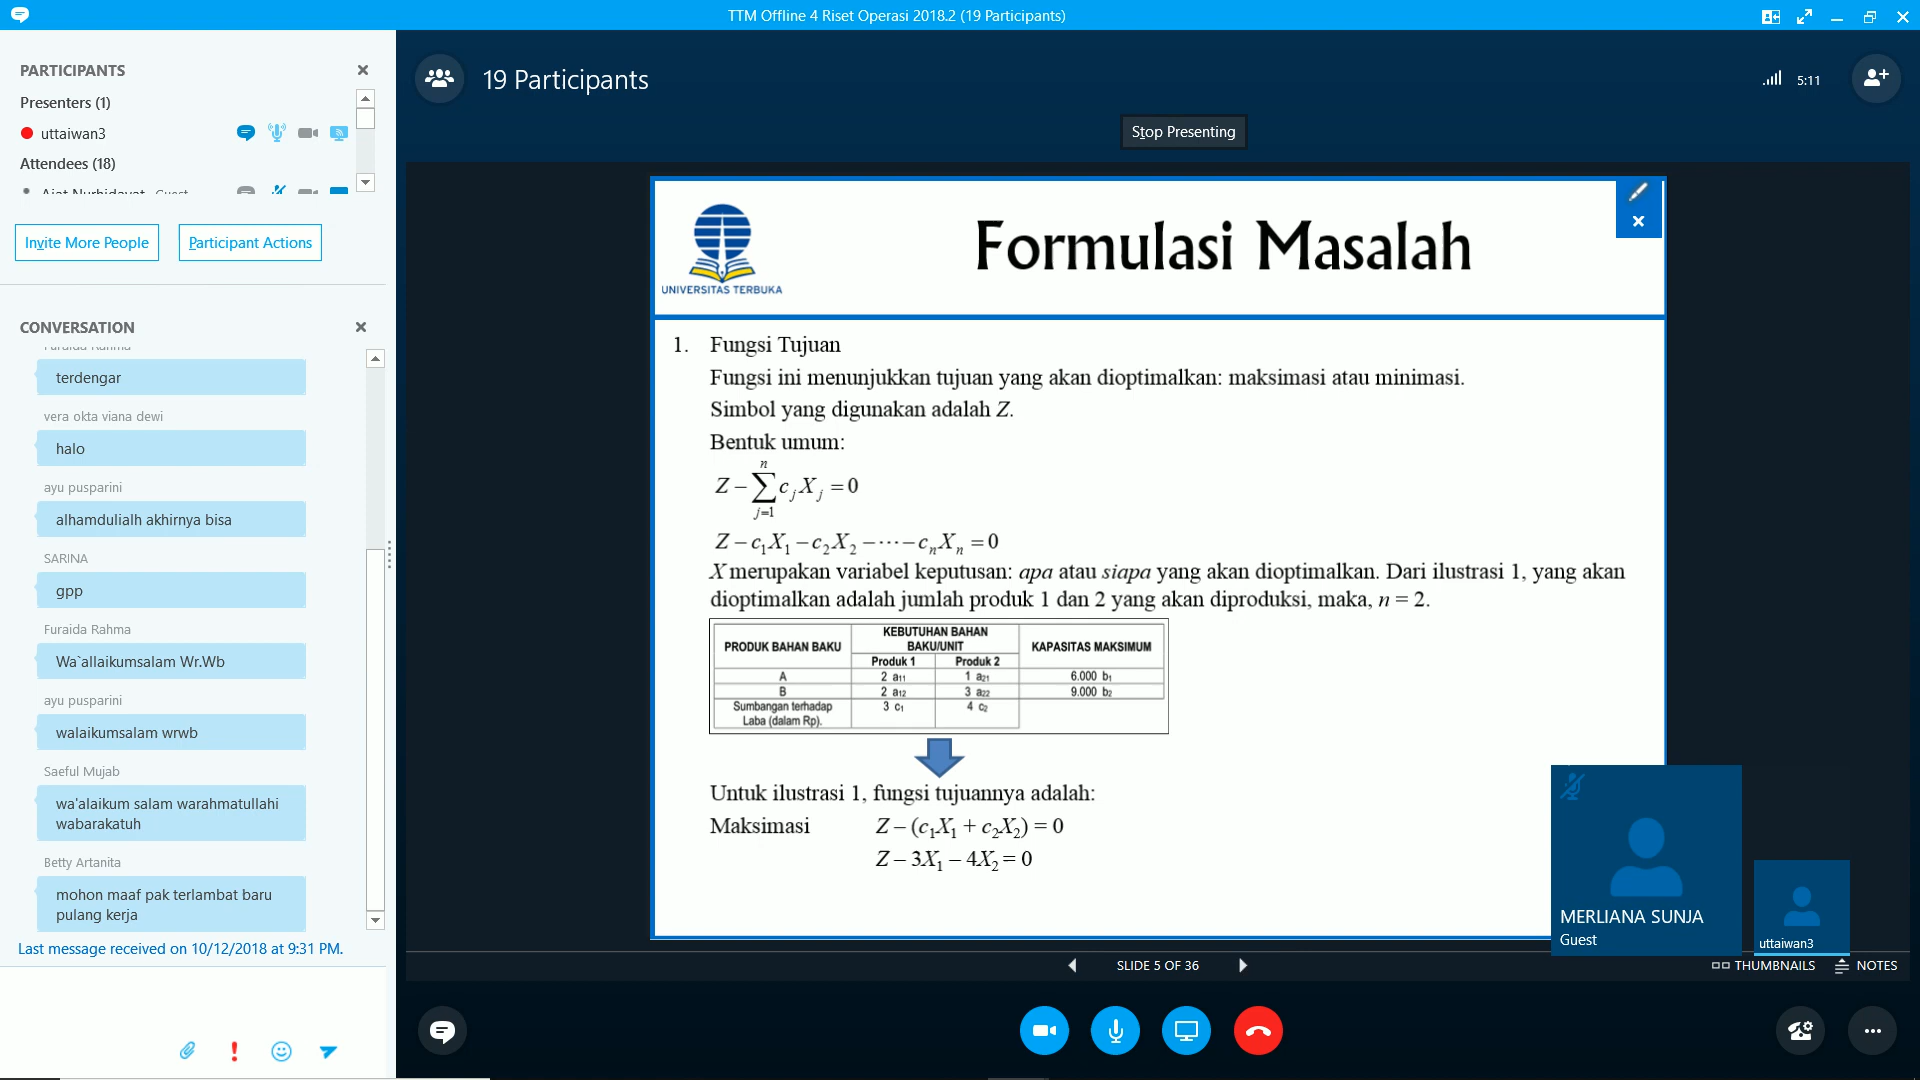 TTM Offline 4 Riset Operasi 2018.2 (19 Participants)
PARTICIPANTS
Presenters (1)
uttaiwan3
Attendees (18)
Ajat Nurhidayat Guest
Invite More People
Participant Actions
CONVERSATION
Furaida Rahma
terdengar
vera okta viana dewi
halo
ayu pusparini
alhamdulialh akhirnya bisa
SARINA
gpp
Furaida Rahma
Wa`allaikumsalam Wr.Wb
ayu pusparini
walaikumsalam wrwb
Saeful Mujab
wa'alaikum salam warahmatullahi
wabarakatuh
Betty Artanita
mohon maaf pak terlambat baru
pulang kerja
Last message received on 10/12/2018 at 9:31 PM.
19 Participants
5:11
Stop Presenting
UNIVERSITAS TERBUKA
Formulasi Masalah
1. Fungsi Tujuan
Fungsi ini menunjukkan tujuan yang akan dioptimalkan: maksimasi atau minimasi.
Simbol yang digunakan adalah Z.
Bentuk umum:
Z – ∑ⁿⱼ₌₁ cⱼXⱼ = 0
Z – c₁X₁ – c₂X₂ – ··· – cₙXₙ = 0
X merupakan variabel keputusan: apa atau siapa yang akan dioptimalkan. Dari ilustrasi 1, yang akan
dioptimalkan adalah jumlah produk 1 dan 2 yang akan diproduksi, maka, n = 2.
PRODUK BAHAN BAKU KEBUTUHAN BAHAN BAKU/UNIT KAPASITAS MAKSIMUM
Produk 1 Produk 2
A 2 a₁₁ 1 a₂₁ 6.000 b₁
B 2 a₁₂ 3 a₂₂ 9.000 b₂
Sumbangan terhadap 3 c₁ 4 c₂
Laba (dalam Rp).
Untuk ilustrasi 1, fungsi tujuannya adalah:
Maksimasi Z – (c₁X₁ + c₂X₂) = 0
Z – 3X₁ – 4X₂ = 0
MERLIANA SUNJA
Guest
uttaiwan3
SLIDE 5 OF 36
THUMBNAILS
NOTES